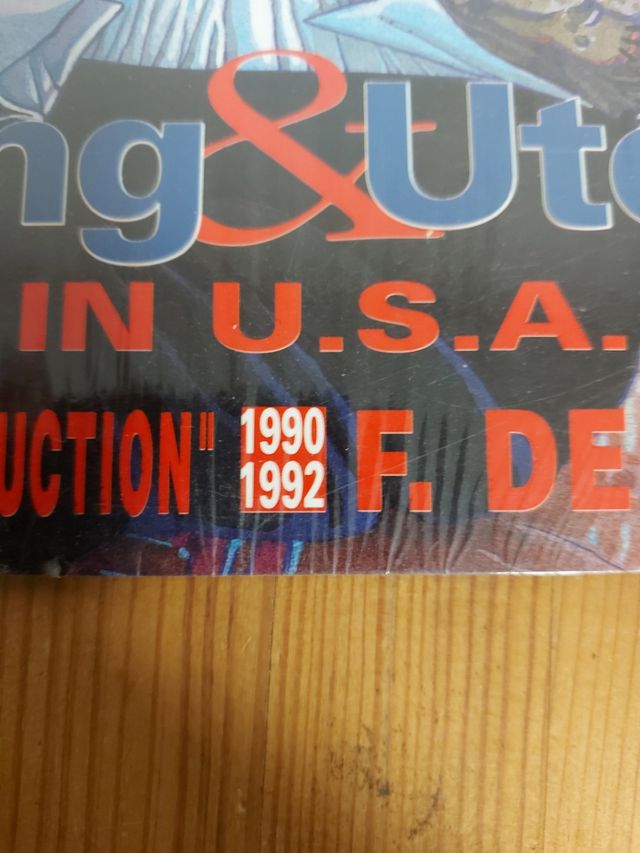 ng & Ut
IN U.S.A.
UCTION" 1990 1992 F. DE